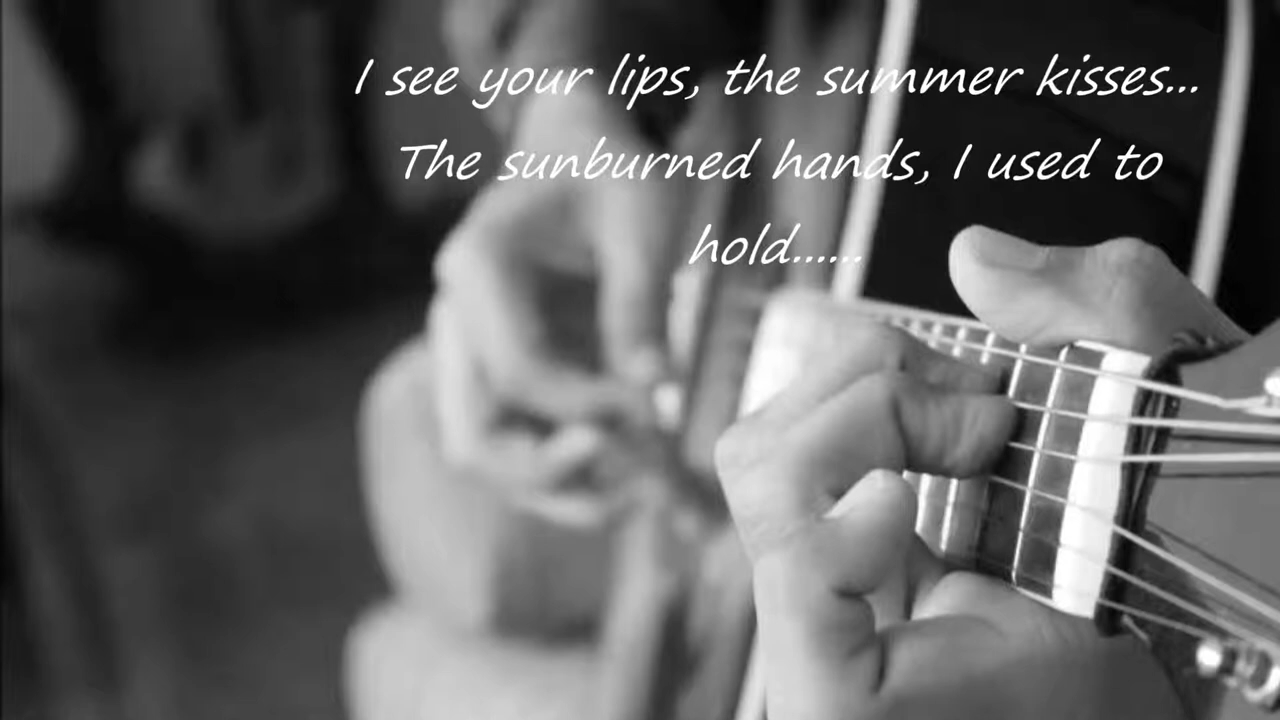 I see your lips, the summer kisses...
The sunburned hands, I used to
hold......